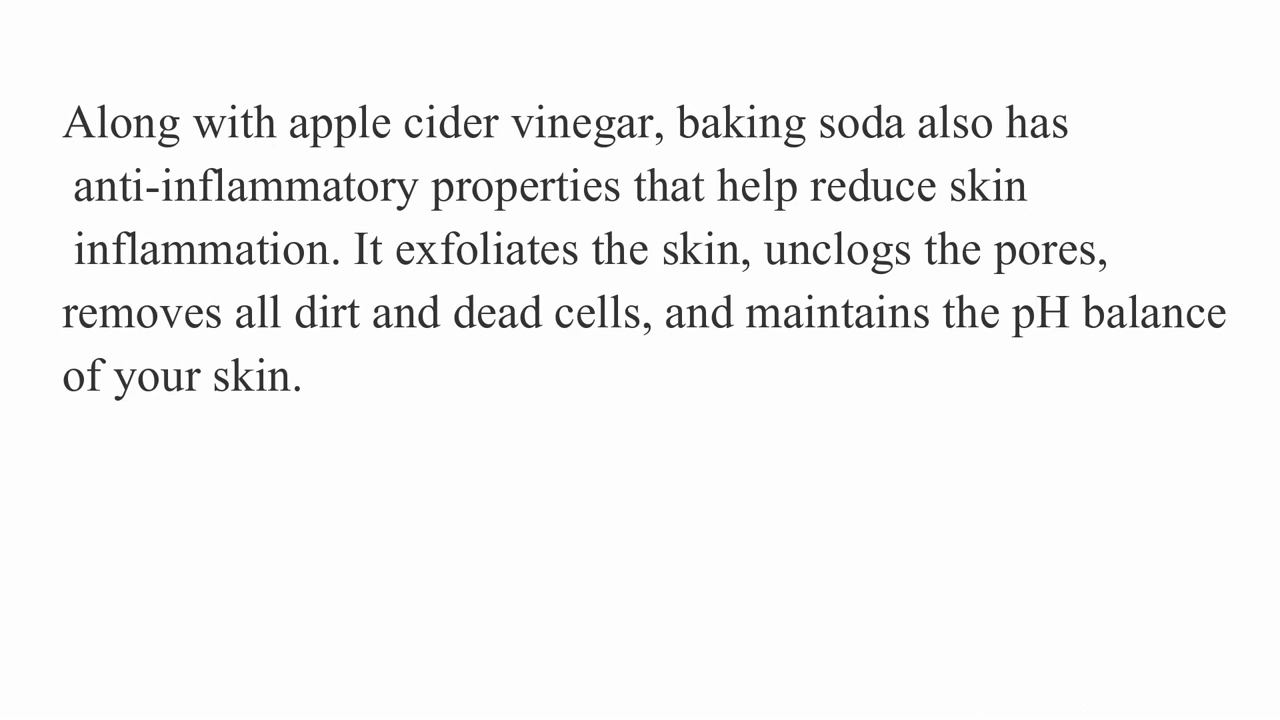 Along with apple cider vinegar, baking soda also has
anti-inflammatory properties that help reduce skin
inflammation. It exfoliates the skin, unclogs the pores,
removes all dirt and dead cells, and maintains the pH balance
of your skin.